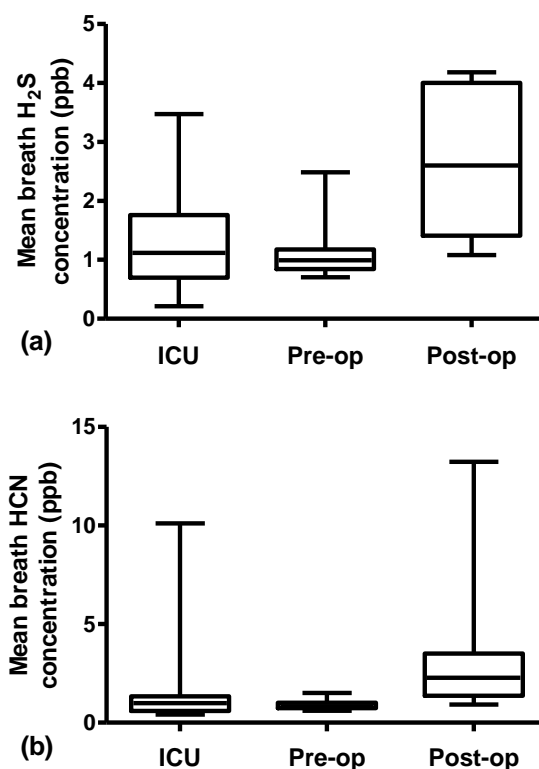 5
4
3
2
1
0
Mean breath H₂S
concentration (ppb)
(a)
ICU Pre-op Post-op
15
10
5
0
Mean breath HCN
concentration (ppb)
(b)
ICU Pre-op Post-op